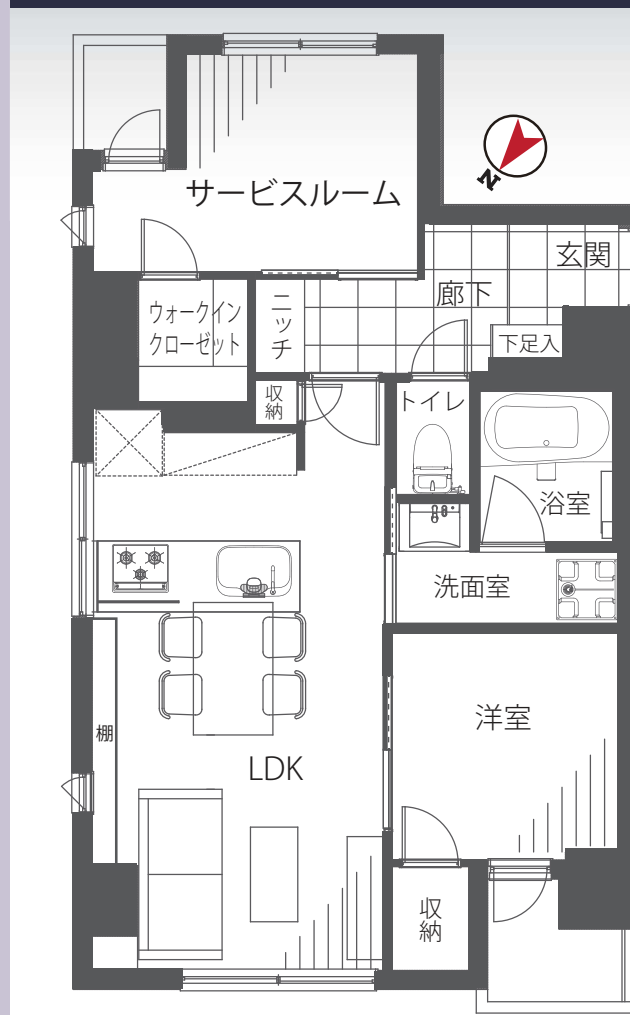 サービスルーム
N
玄関
廊下
ウォークイン
クローゼット
ニッチ
下足入
収納
トイレ
浴室
洗面室
洋室
棚
LDK
収納